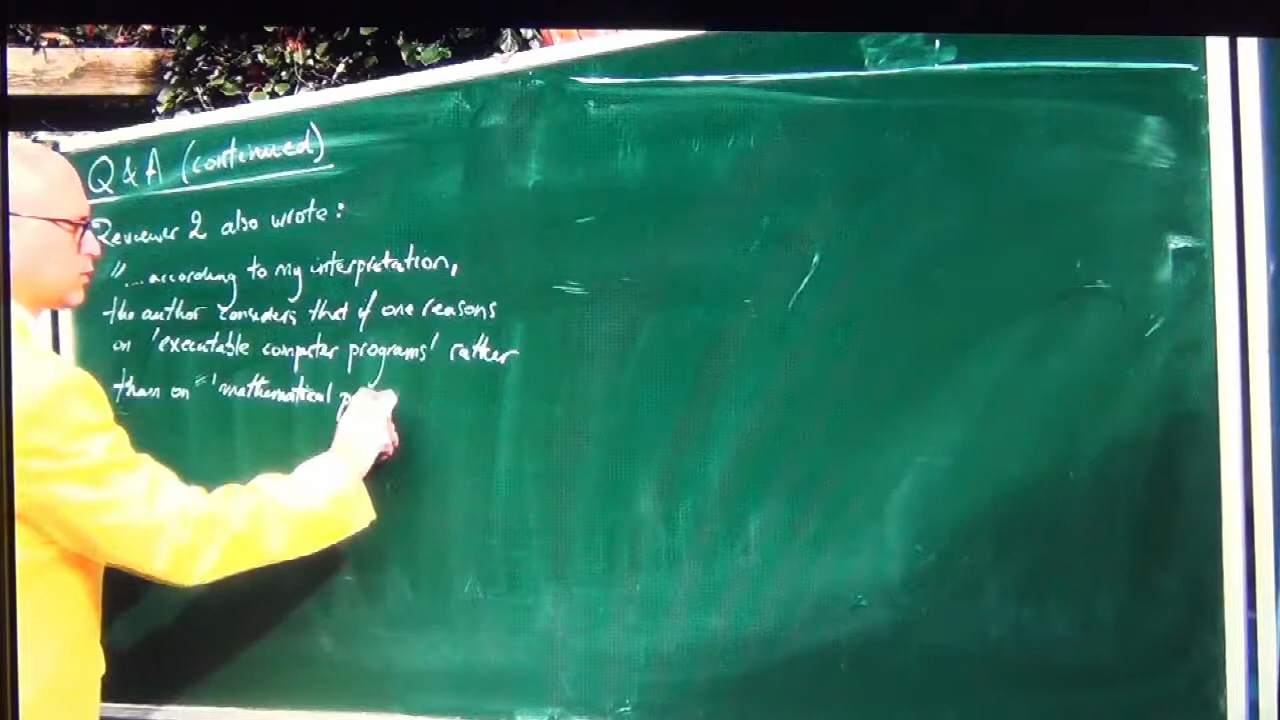 Q & A (continued)
Reviewer 2 also wrote:
"... according to my interpretation,
the author considers that if one reasons
on 'executable computer programs' rather
than on "'mathematical